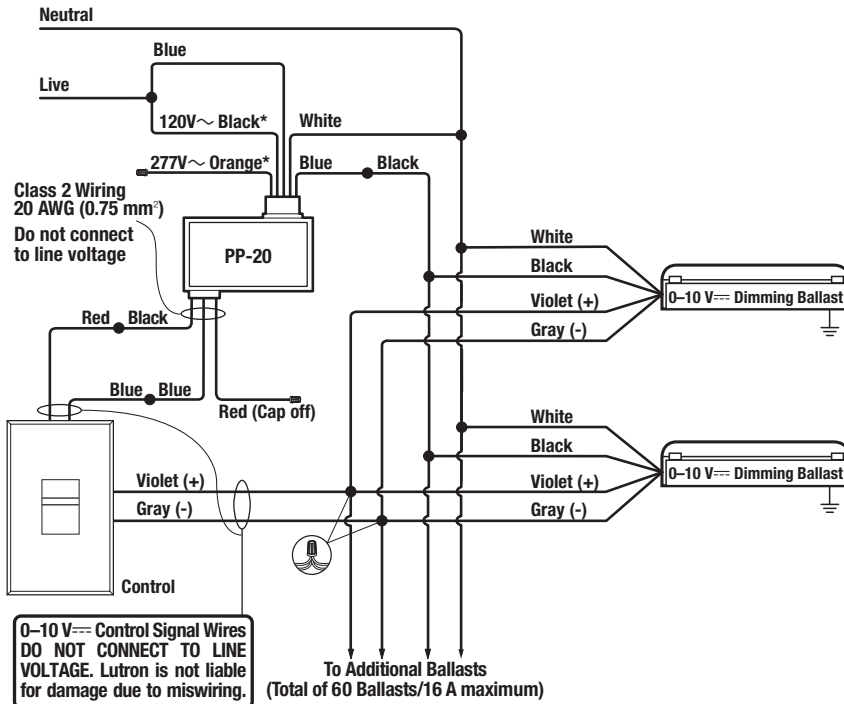 Neutral
Blue
Live
120V~ Black*
White
277V~ Orange*
Blue
Black
Class 2 Wiring
20 AWG (0.75 mm²)
Do not connect
to line voltage
PP-20
White
Black
0–10 V⎓ Dimming Ballast
Violet (+)
Gray (-)
Red
Black
Blue
Blue
Red (Cap off)
White
Black
0–10 V⎓ Dimming Ballast
Violet (+)
Violet (+)
Gray (-)
Gray (-)
Control
0–10 V⎓ Control Signal Wires
DO NOT CONNECT TO LINE
VOLTAGE. Lutron is not liable
for damage due to miswiring.
To Additional Ballasts
(Total of 60 Ballasts/16 A maximum)